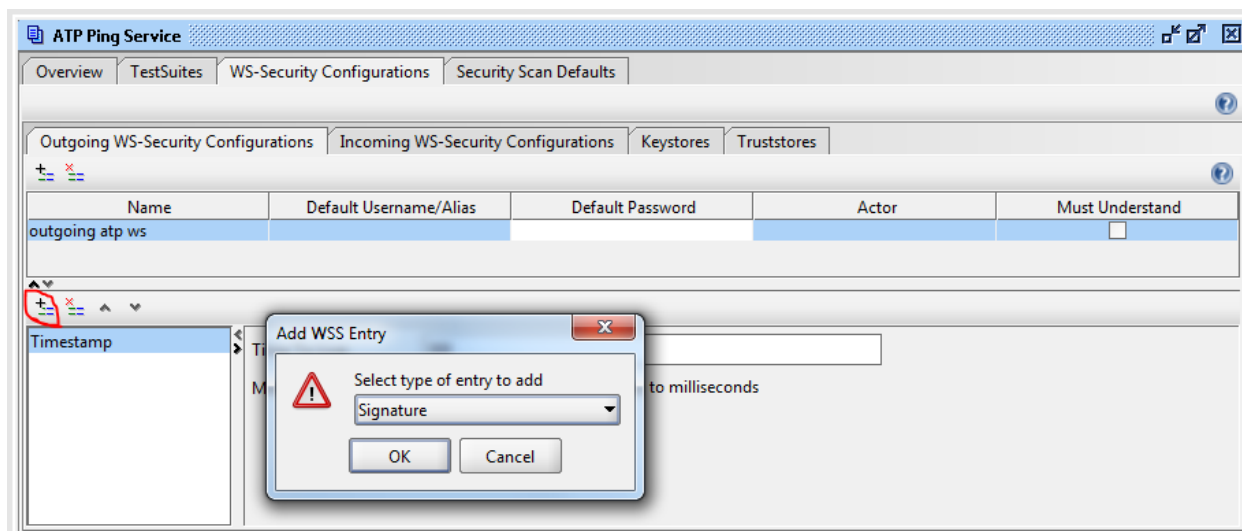 ATP Ping Service
Overview TestSuites WS-Security Configurations Security Scan Defaults
Outgoing WS-Security Configurations Incoming WS-Security Configurations Keystores Truststores
Name Default Username/Alias Default Password Actor Must Understand
outgoing atp ws
Add WSS Entry
Timestamp
Select type of entry to add
to milliseconds
Signature
OK Cancel